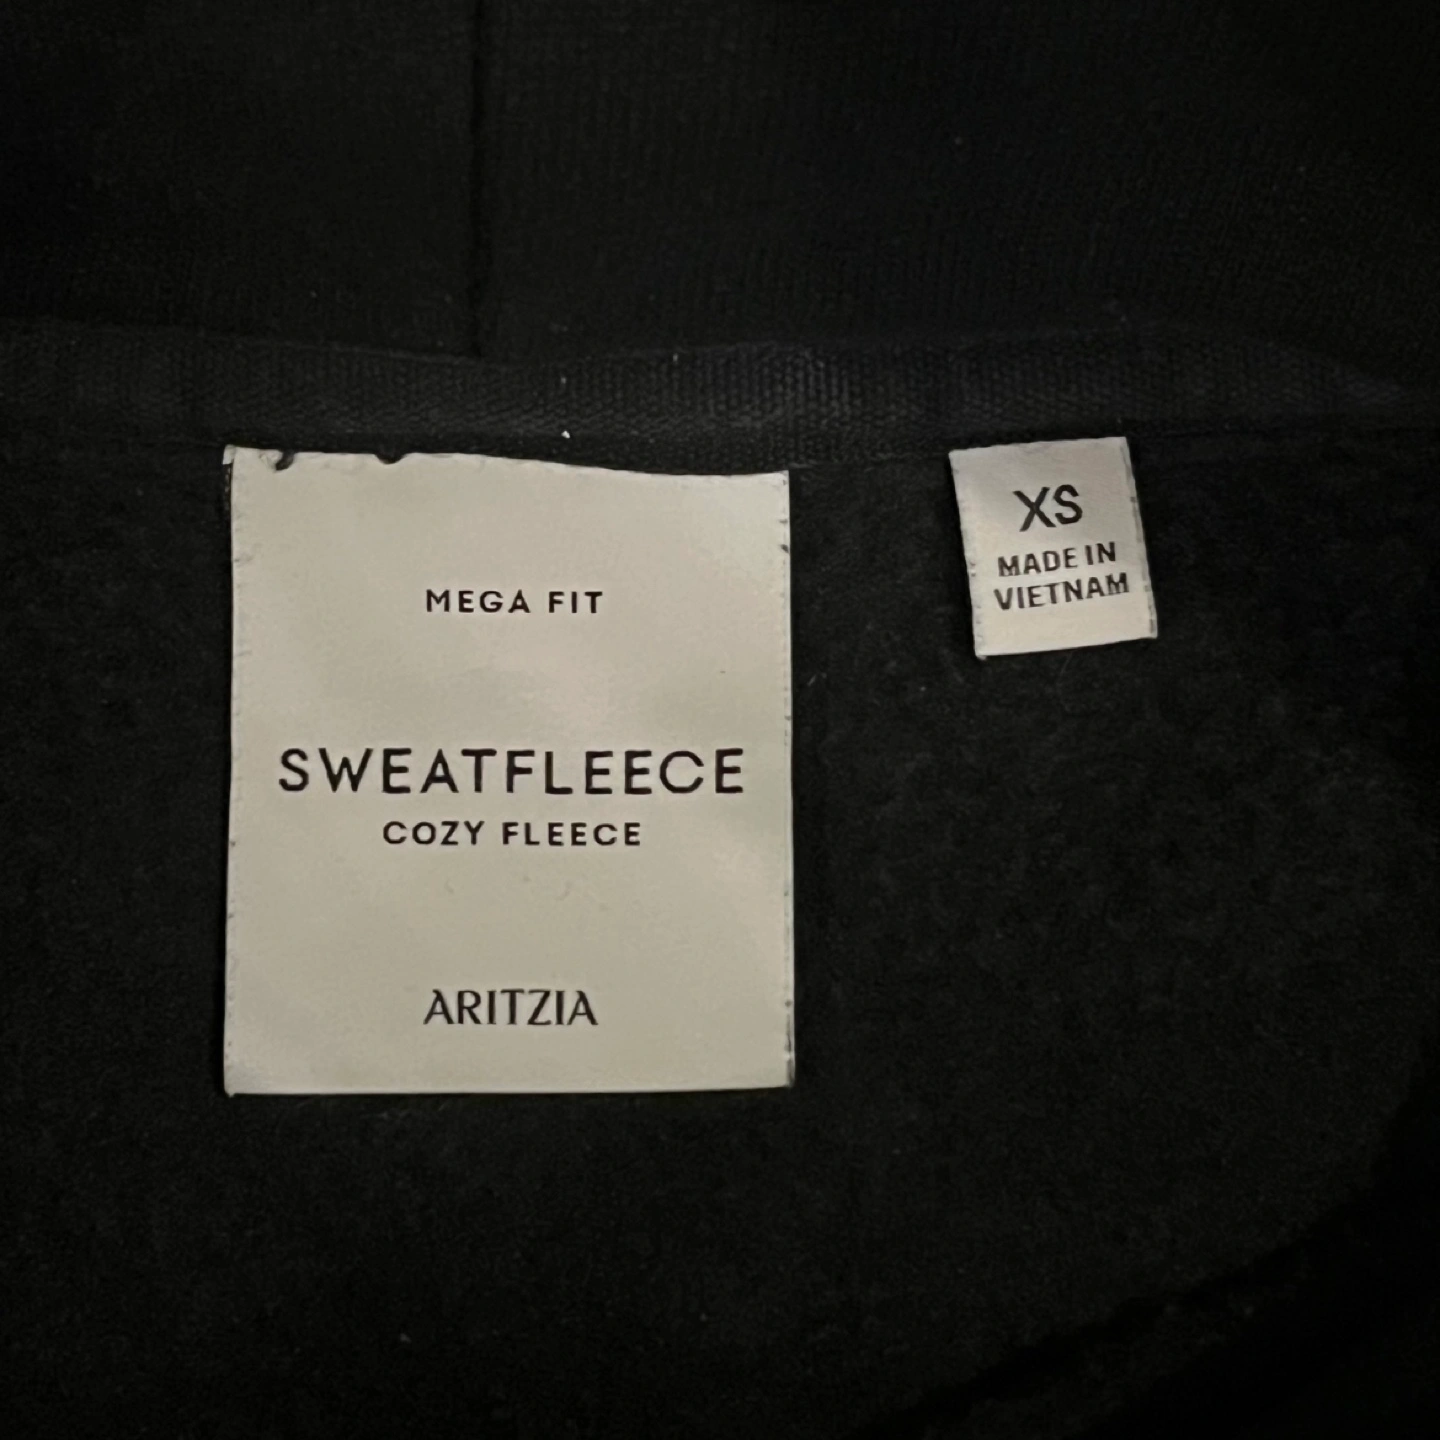 MEGA FIT
SWEATFLEECE
COZY FLEECE
ARITZIA
XS
MADE IN
VIETNAM